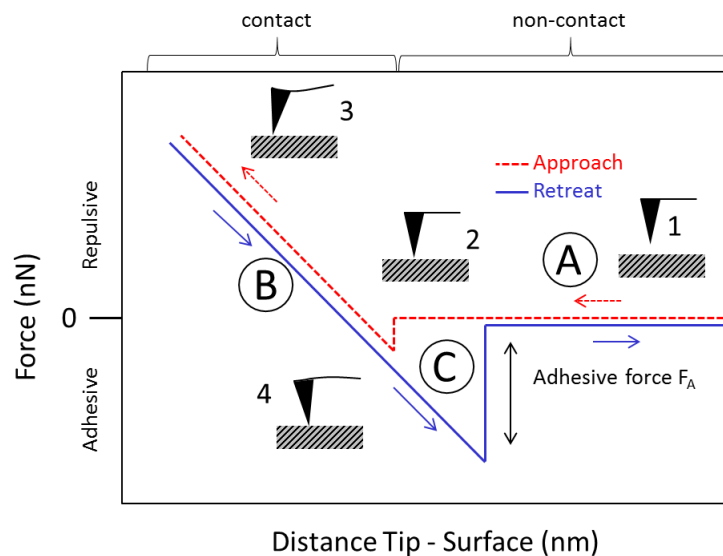 contact
non-contact
3
Approach
Retreat
1
2
A
B
Repulsive
0
Force (nN)
C
Adhesive force F_A
4
Adhesive
Distance Tip - Surface (nm)